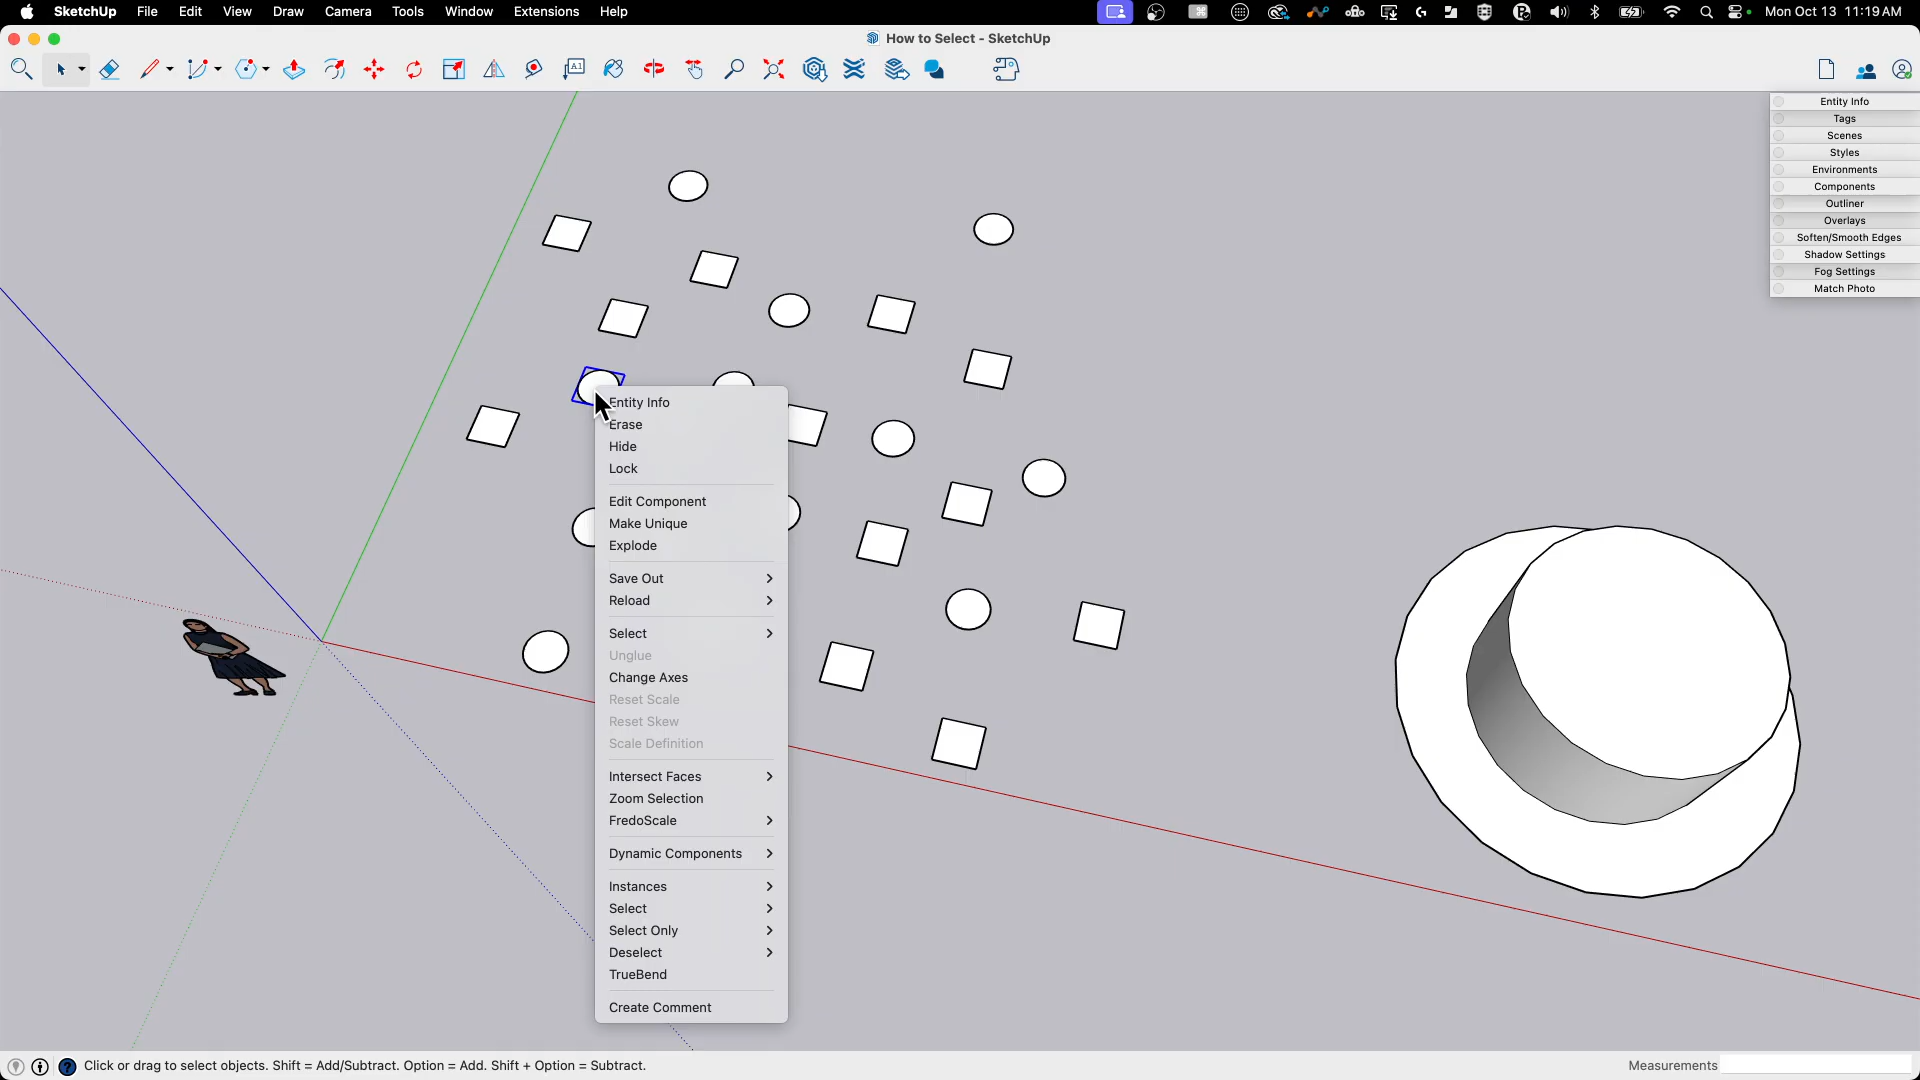 SketchUp File Edit View Draw Camera Tools Window Extensions Help
Mon Oct 13 11:19 AM
How to Select - SketchUp
A1
Entity Info
Tags
Scenes
Styles
Environments
Components
Outliner
Overlays
Soften/Smooth Edges
Shadow Settings
Fog Settings
Match Photo
Entity Info
Erase
Hide
Lock
Edit Component
Make Unique
Explode
Save Out
Reload
Select
Unglue
Change Axes
Reset Scale
Reset Skew
Scale Definition
Intersect Faces
Zoom Selection
FredoScale
Dynamic Components
Instances
Select
Select Only
Deselect
TrueBend
Create Comment
Click or drag to select objects. Shift = Add/Subtract. Option = Add. Shift + Option = Subtract.
Measurements